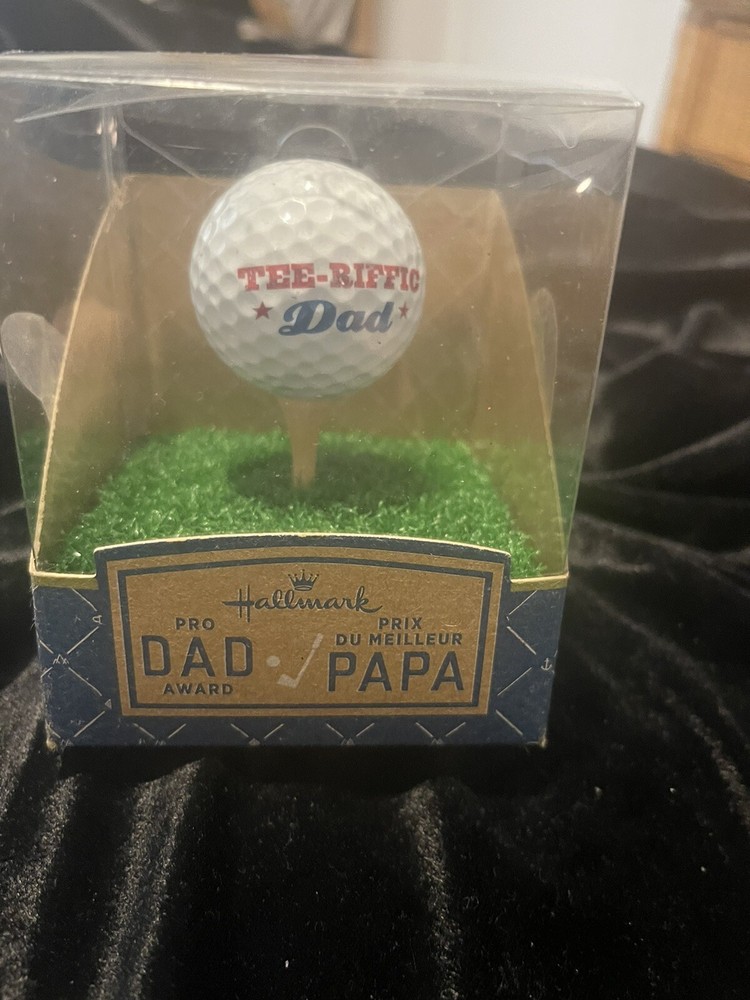 TEE-RIFFIC
Dad
Hallmark
PRO
DAD
AWARD
PRIX
DU MEILLEUR
PAPA